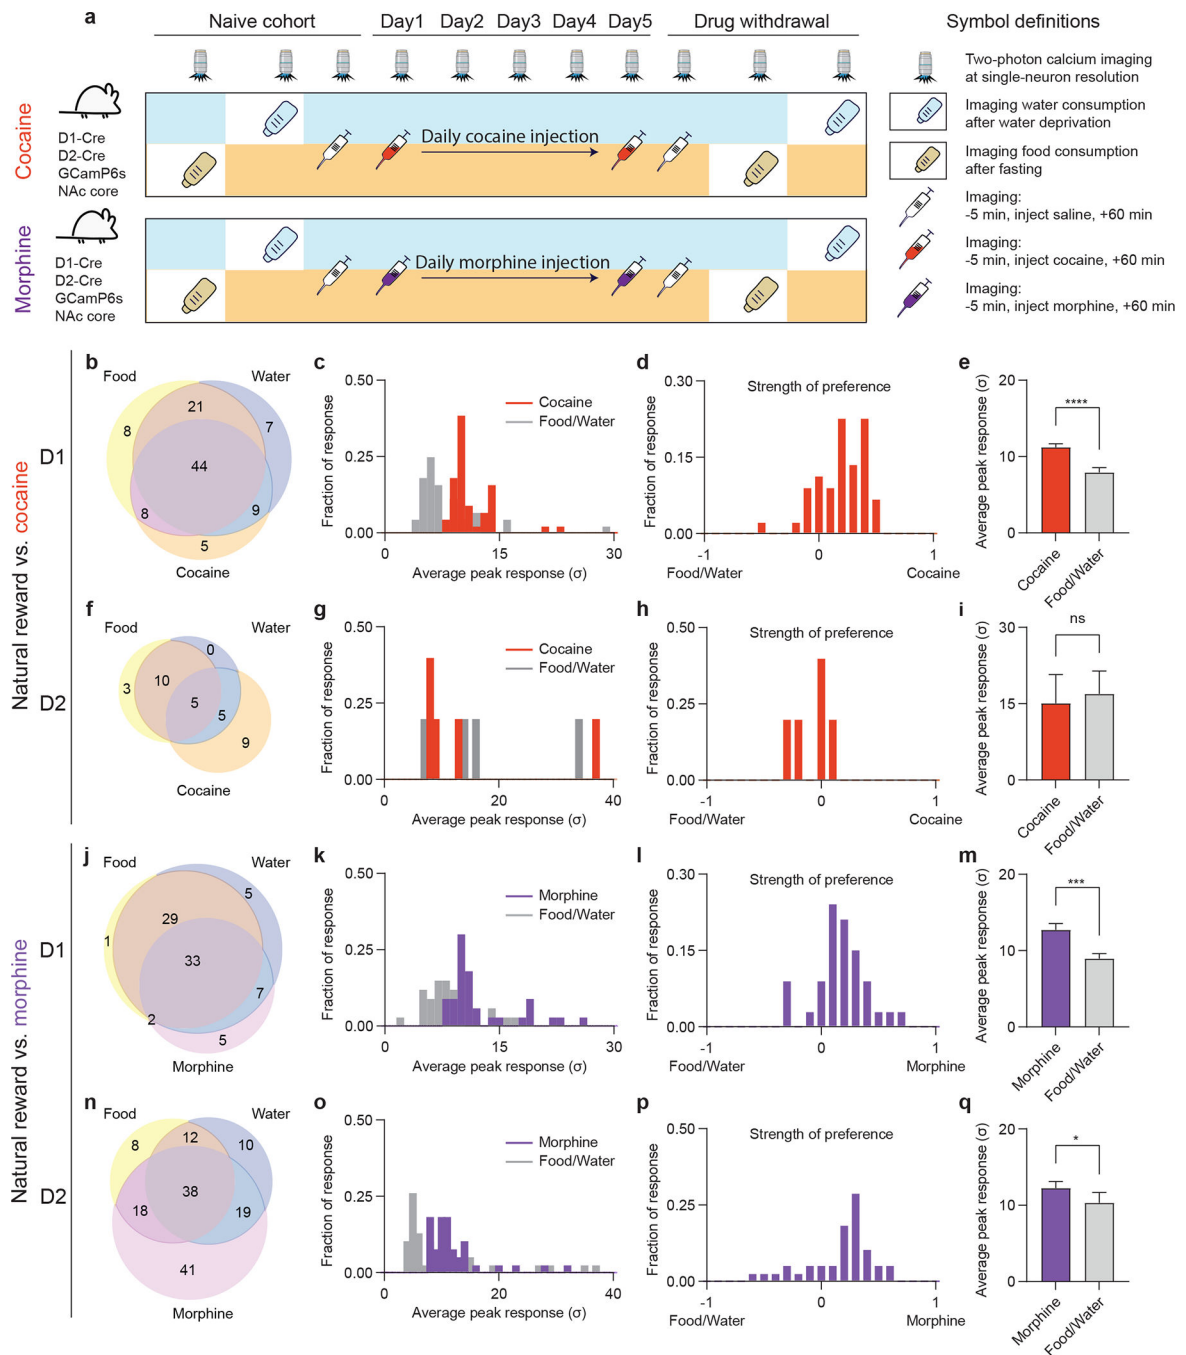 a
Naive cohort Day1 Day2 Day3 Day4 Day5 Drug withdrawal Symbol definitions
Cocaine
D1-Cre
D2-Cre
GCamP6s
NAc core
Daily cocaine injection
Morphine
D1-Cre
D2-Cre
GCamP6s
NAc core
Daily morphine injection
Two-photon calcium imaging
at single-neuron resolution
Imaging water consumption
after water deprivation
Imaging food consumption
after fasting
Imaging:
-5 min, inject saline, +60 min
Imaging:
-5 min, inject cocaine, +60 min
Imaging:
-5 min, inject morphine, +60 min
Natural reward vs. cocaine
D1
b
Food Water
21
8 7
44
8 9
5
Cocaine
c
Fraction of response
0.50
0.25
0.00
Cocaine
Food/Water
0 15 30
Average peak response (σ)
d
Fraction of response
Strength of preference
0.30
0.15
0.00
-1 0 1
Food/Water Cocaine
e
Average peak response (σ)
20
10
0
****
Cocaine
Food/Water
D2
f
Food Water
0
3 10
5 5
9
Cocaine
g
Fraction of response
0.50
0.25
0.00
Cocaine
Food/Water
0 20 40
Average peak response (σ)
h
Fraction of response
Strength of preference
0.50
0.25
0.00
-1 0 1
Food/Water Cocaine
i
Average peak response (σ)
30
15
0
ns
Cocaine
Food/Water
Natural reward vs. morphine
D1
j
Food Water
5
29
1
33
7
2
5
Morphine
k
Fraction of response
0.50
0.25
0.00
Morphine
Food/Water
0 15 30
Average peak response (σ)
l
Fraction of response
Strength of preference
0.30
0.15
0.00
-1 0 1
Food/Water Morphine
m
Average peak response (σ)
20
10
0
***
Morphine
Food/Water
D2
n
Food Water
8 12 10
38
18 19
41
Morphine
o
Fraction of response
0.50
0.25
0.00
Morphine
Food/Water
0 20 40
Average peak response (σ)
p
Fraction of response
Strength of preference
0.50
0.25
0.00
-1 0 1
Food/Water Morphine
q
Average peak response (σ)
20
10
0
*
Morphine
Food/Water